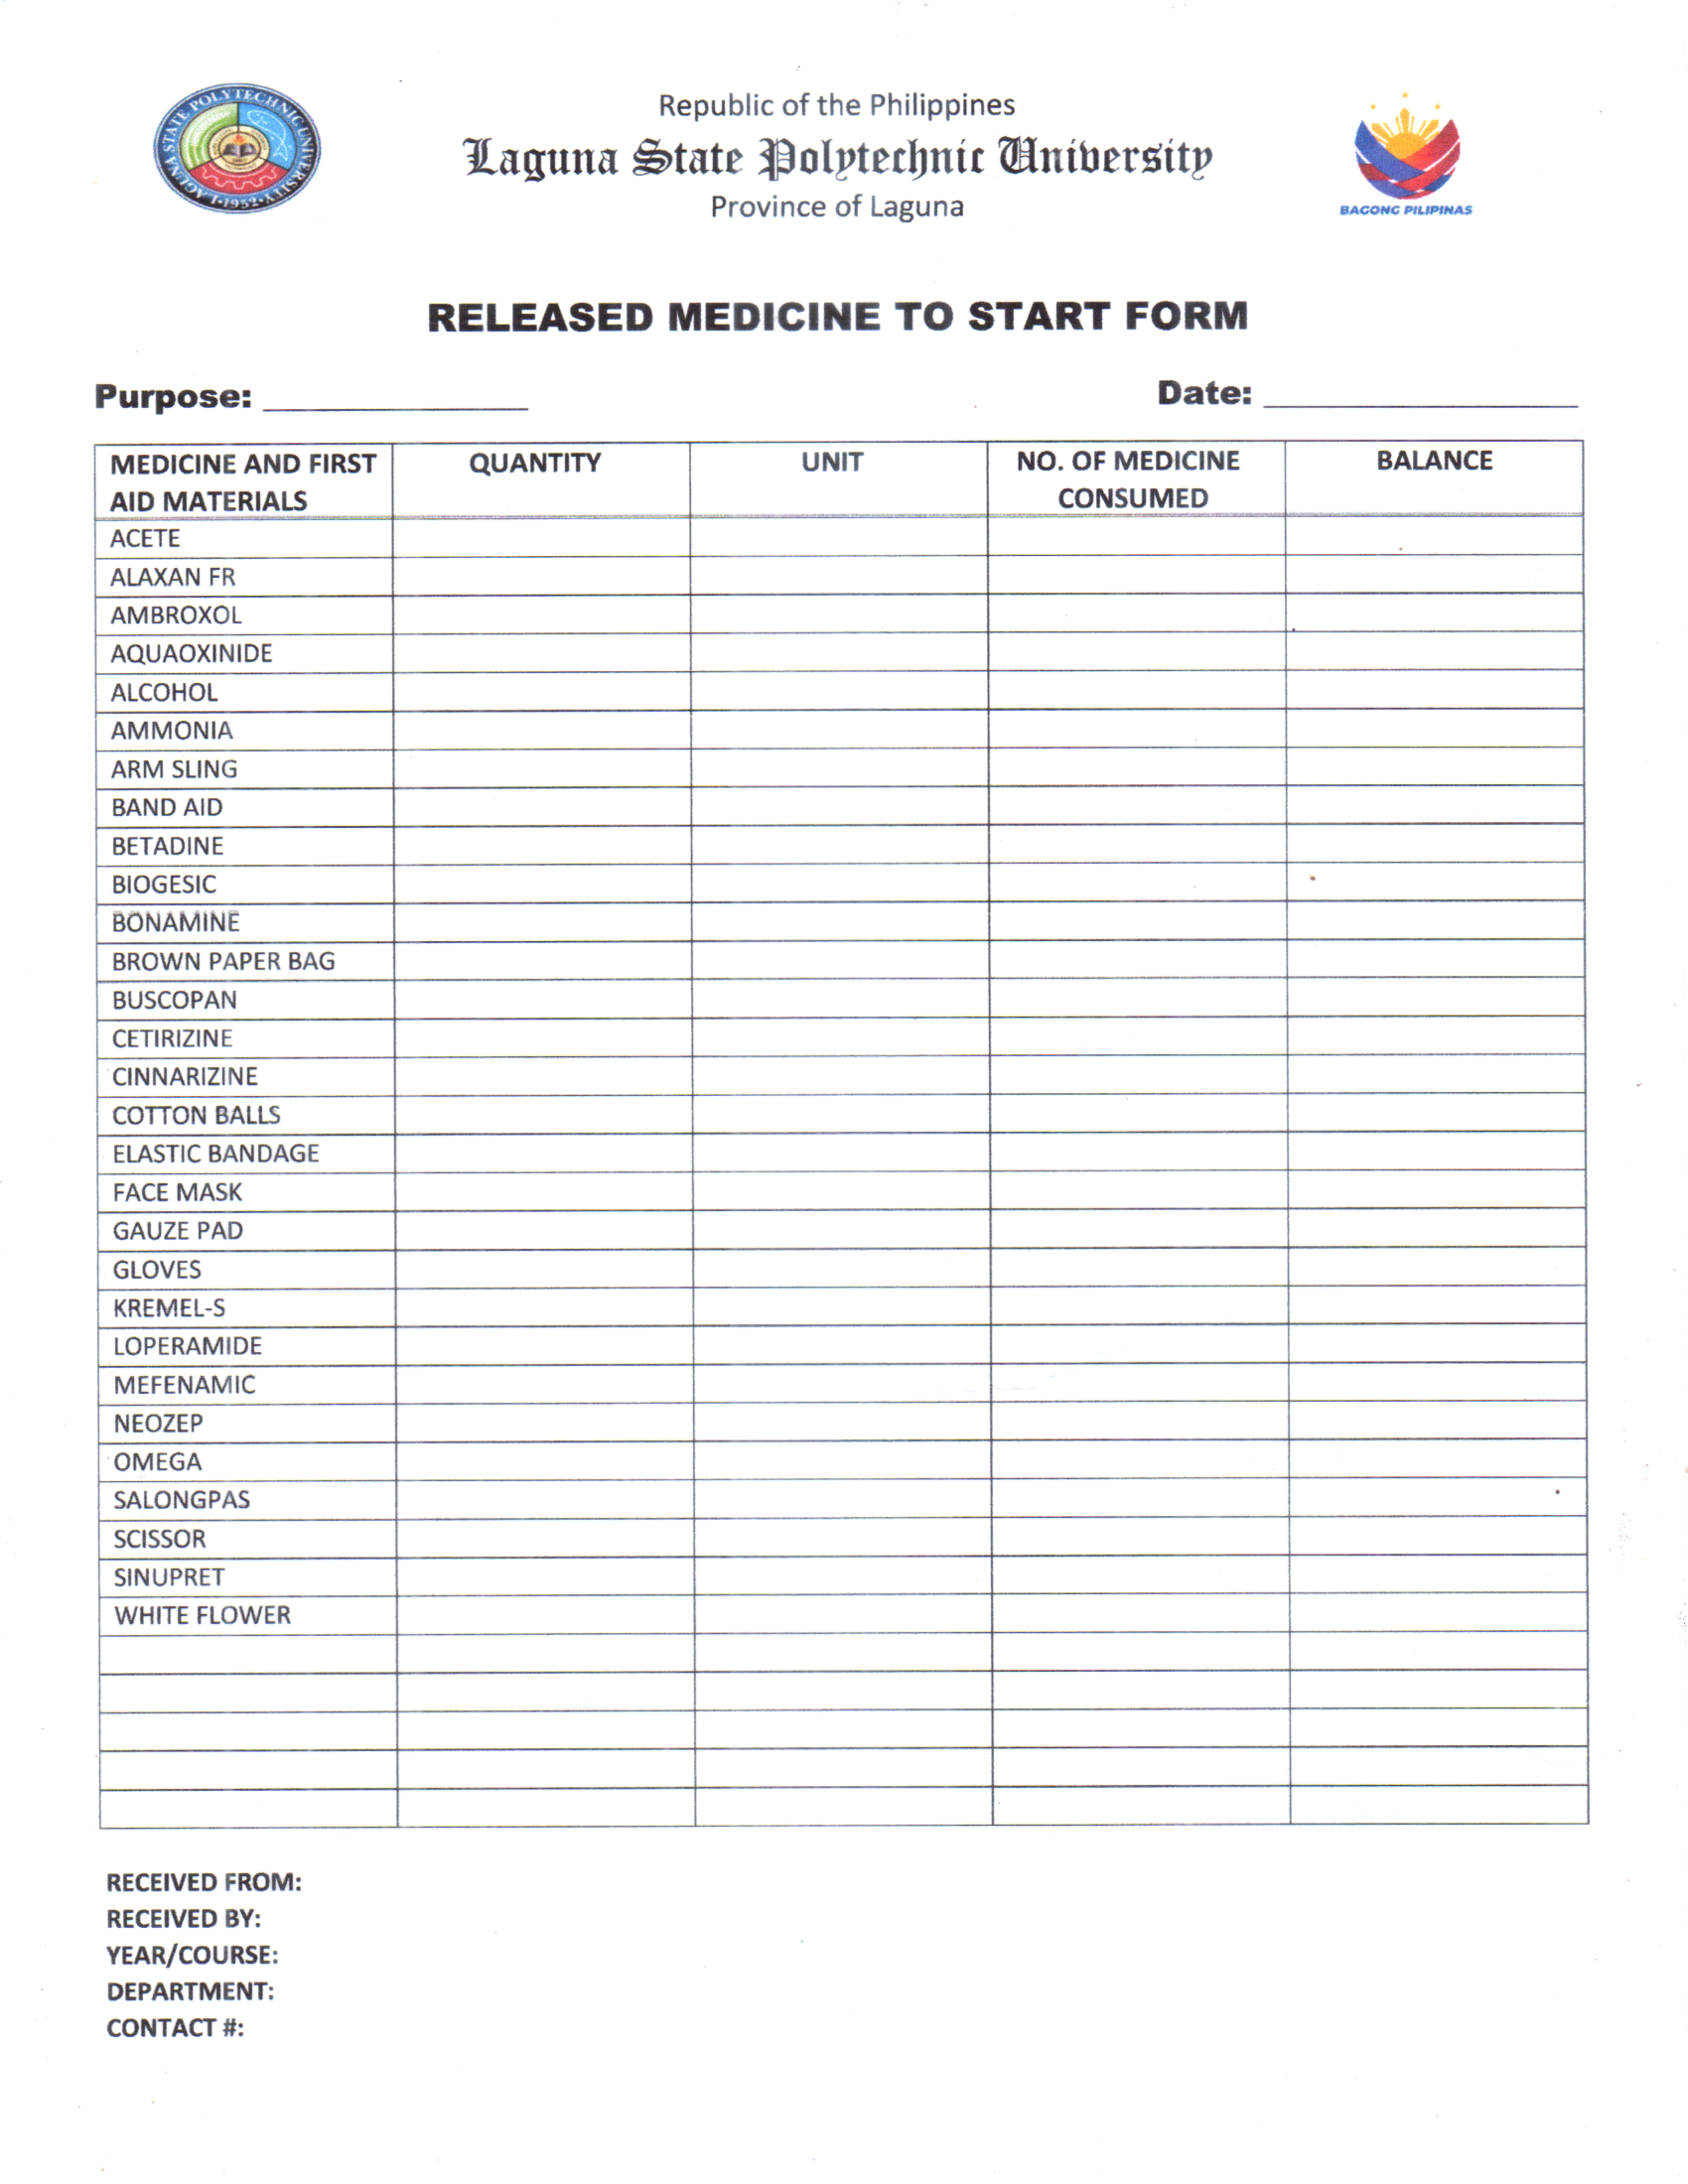 Republic of the Philippines
Laguna State Polytechnic University
Province of Laguna
LAGUNA STATE POLYTECHNIC UNIVERSITY
1952
BAGONG PILIPINAS
RELEASED MEDICINE TO START FORM
Purpose: Date:
MEDICINE AND FIRST AID MATERIALS QUANTITY UNIT NO. OF MEDICINE CONSUMED BALANCE
ACETE
ALAXAN FR
AMBROXOL
AQUAOXINIDE
ALCOHOL
AMMONIA
ARM SLING
BAND AID
BETADINE
BIOGESIC
BONAMINE
BROWN PAPER BAG
BUSCOPAN
CETIRIZINE
CINNARIZINE
COTTON BALLS
ELASTIC BANDAGE
FACE MASK
GAUZE PAD
GLOVES
KREMEL-S
LOPERAMIDE
MEFENAMIC
NEOZEP
OMEGA
SALONGPAS
SCISSOR
SINUPRET
WHITE FLOWER
RECEIVED FROM:
RECEIVED BY:
YEAR/COURSE:
DEPARTMENT:
CONTACT #: